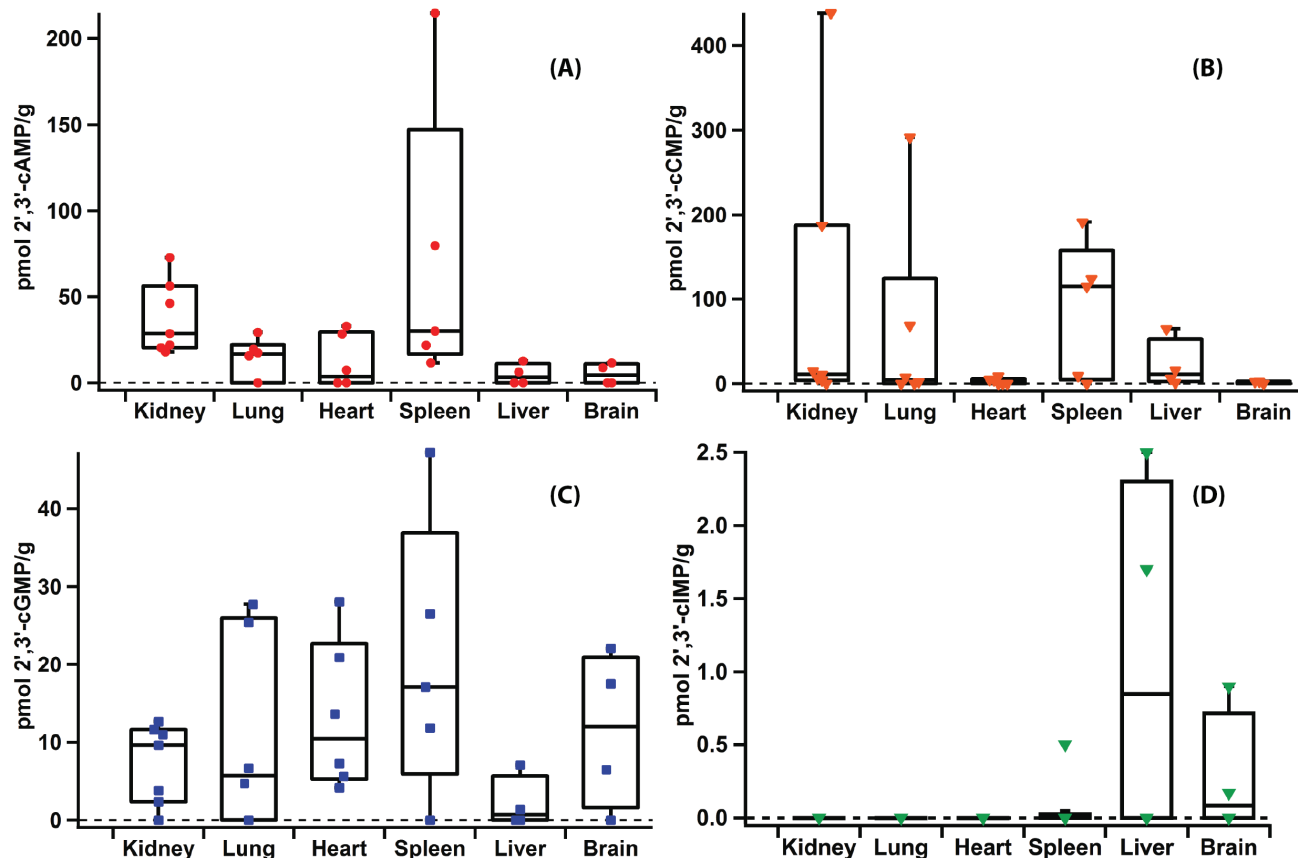 (A)
pmol 2',3'-cAMP/g
200
150
100
50
0
Kidney Lung Heart Spleen Liver Brain
(B)
pmol 2',3'-cCMP/g
400
300
200
100
0
Kidney Lung Heart Spleen Liver Brain
(C)
pmol 2',3'-cGMP/g
40
30
20
10
0
Kidney Lung Heart Spleen Liver Brain
(D)
pmol 2',3'-cIMP/g
2.5
2.0
1.5
1.0
0.5
0.0
Kidney Lung Heart Spleen Liver Brain